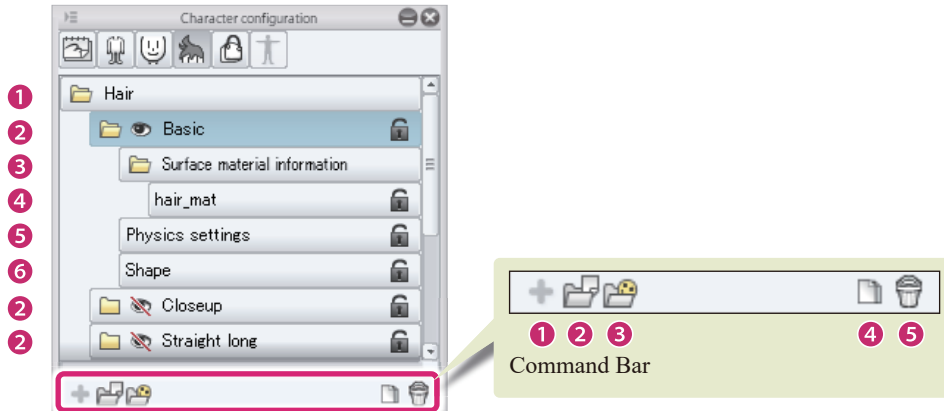 Character configuration
1 Hair
2 Basic
3 Surface material information
4 hair_mat
5 Physics settings
6 Shape
2 Closeup
2 Straight long
1 2 3 4 5
Command Bar